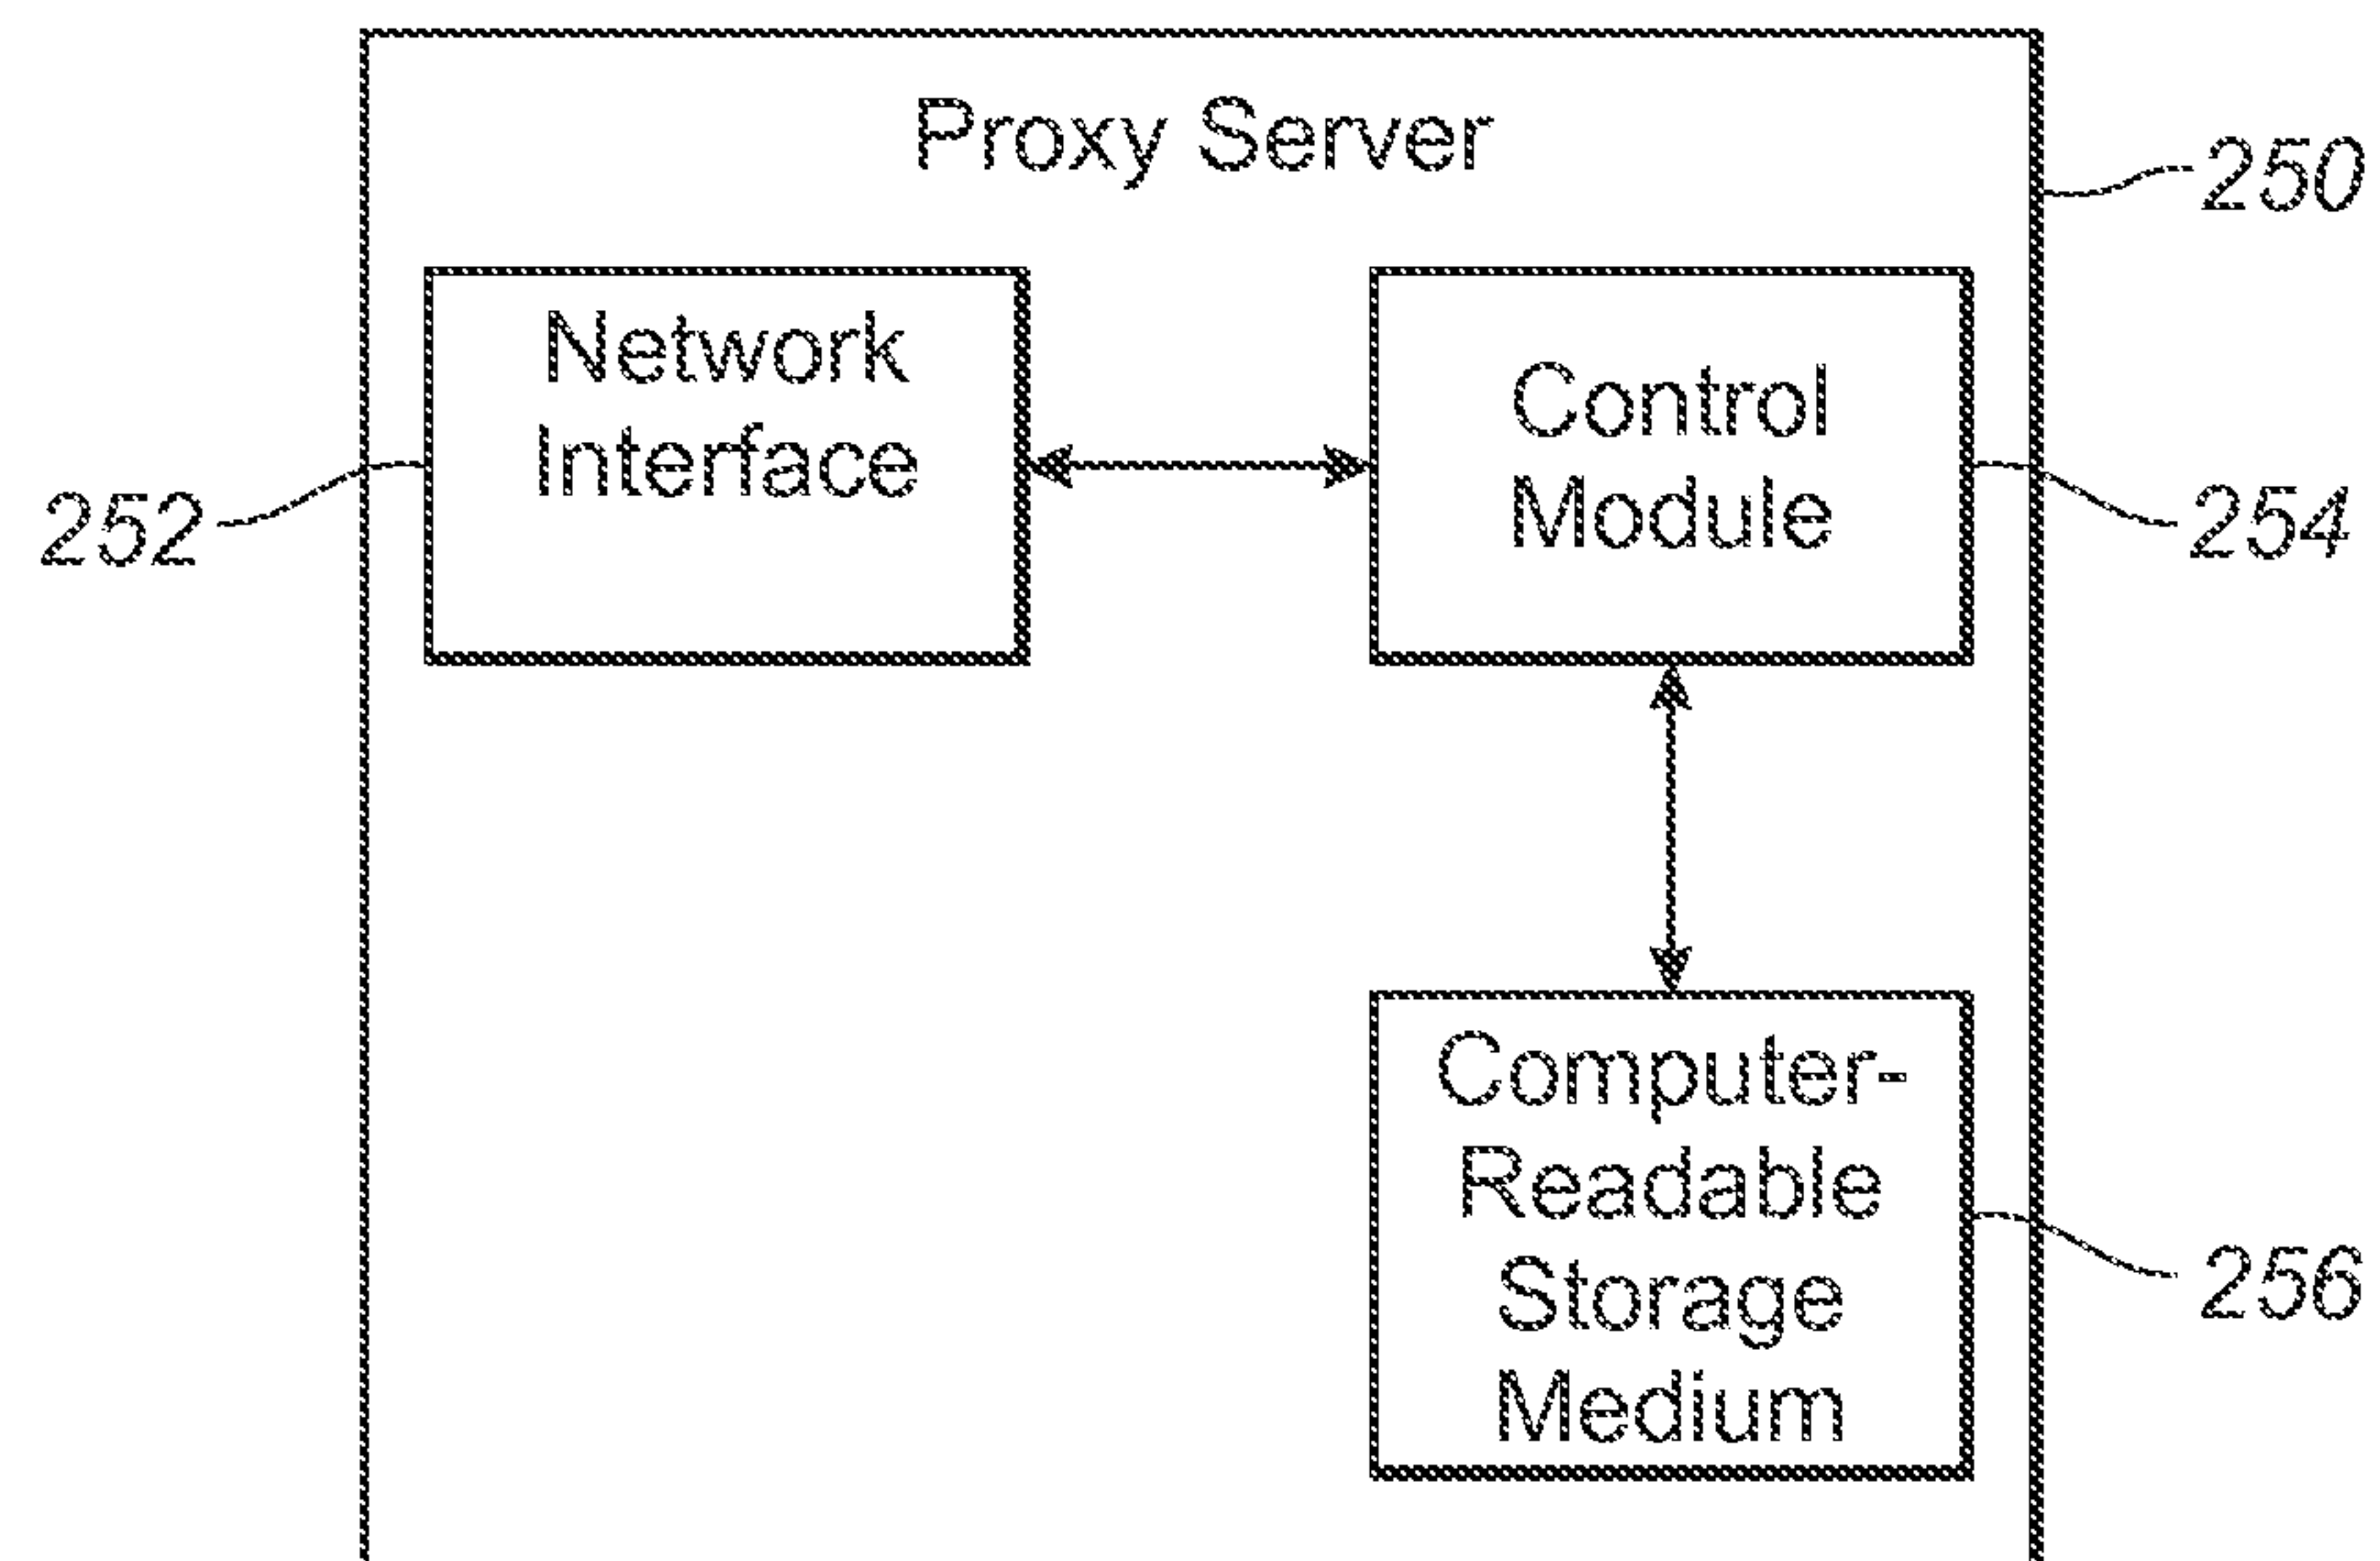 Proxy Server
250
Network
Interface
252
Control
Module
254
Computer-
Readable
Storage
Medium
256